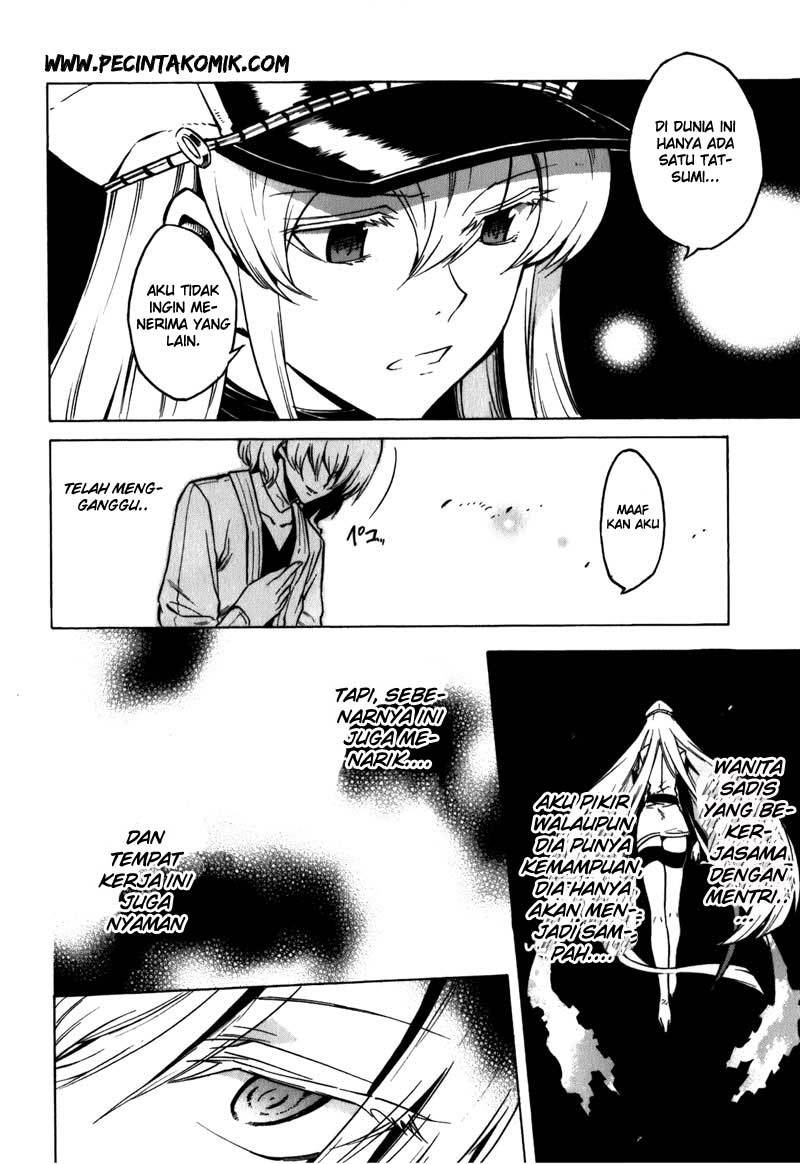 WWW.PECINTAKOMIK.COM
DI DUNIA INI
HANYA ADA
SATU TAT-
SUMI...
AKU TIDAK
INGIN ME-
NERIMA YANG
LAIN.
MAAF
KAN AKU
ペコ
TELAH MENG-
GANGGU..
WANITA
SADIS
YANG BE-
KER-
JASAMA
DENGAN
MENTRI..
...
AKU PIKIR
WALAUPUN
DIA PUNYA
KEMAMPUAN,
DIA HANYA
AKAN MEN-
JADI SAM-
PAH....
TAPI, SEBE-
NARNYA INI
JUGA ME-
NARIK....
DAN
TEMPAT
KERJA INI
JUGA
NYAMAN